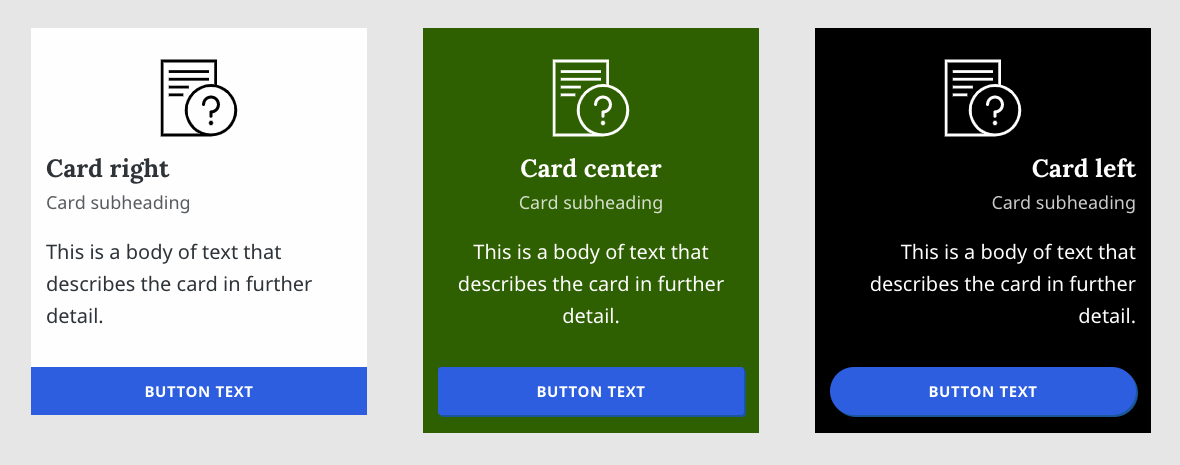 Card right
Card subheading
This is a body of text that
describes the card in further
detail.
BUTTON TEXT
?
Card center
Card subheading
This is a body of text that
describes the card in further
detail.
BUTTON TEXT
?
Card left
Card subheading
This is a body of text that
describes the card in further
detail.
BUTTON TEXT